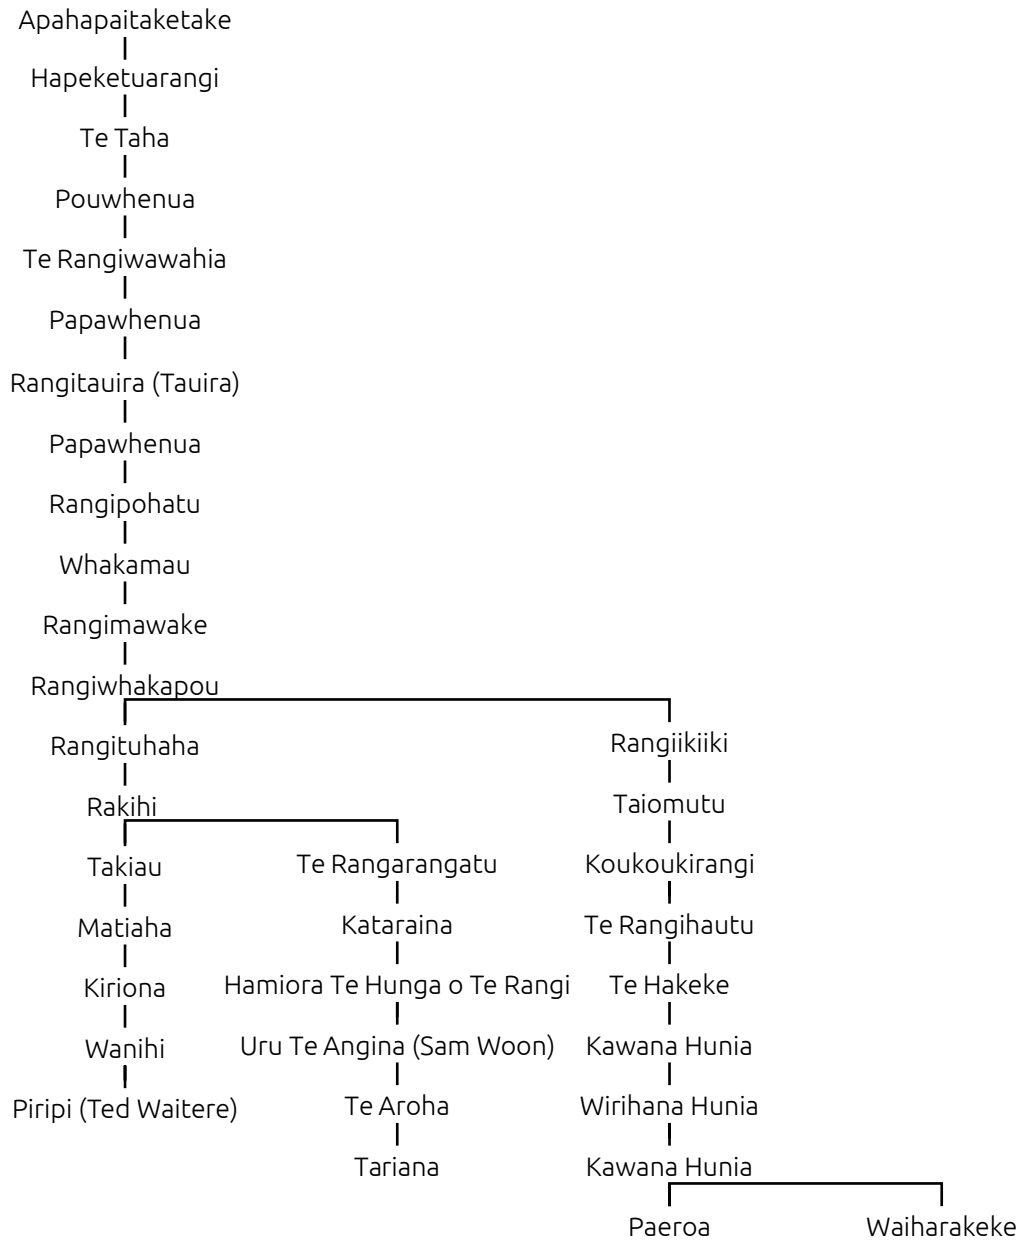 Apahapaitaketake
Hapeketuarangi
Te Taha
Pouwhenua
Te Rangiwawahia
Papawhenua
Rangitauira (Tauira)
Papawhenua
Rangipohatu
Whakamau
Rangimawake
Rangiwhakapou
Rangituhaha Rangiikiiki
Rakihi Taiomutu
Takiau Te Rangarangatu Koukoukirangi
Matiaha Kataraina Te Rangihautu
Kiriona Hamiora Te Hunga o Te Rangi Te Hakeke
Wanihi Uru Te Angina (Sam Woon) Kawana Hunia
Piripi (Ted Waitere) Te Aroha Wirihana Hunia
Tariana Kawana Hunia
Paeroa Waiharakeke